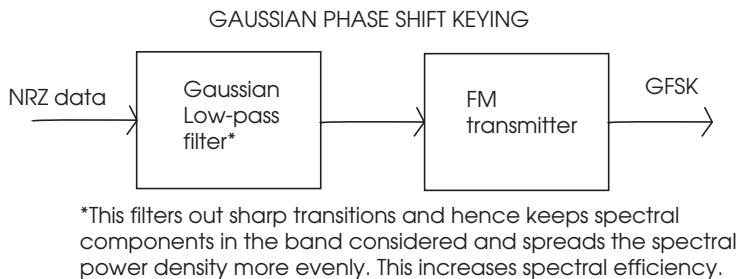 GAUSSIAN PHASE SHIFT KEYING
NRZ data
Gaussian
Low-pass
filter*
FM
transmitter
GFSK
*This filters out sharp transitions and hence keeps spectral
components in the band considered and spreads the spectral
power density more evenly. This increases spectral efficiency.